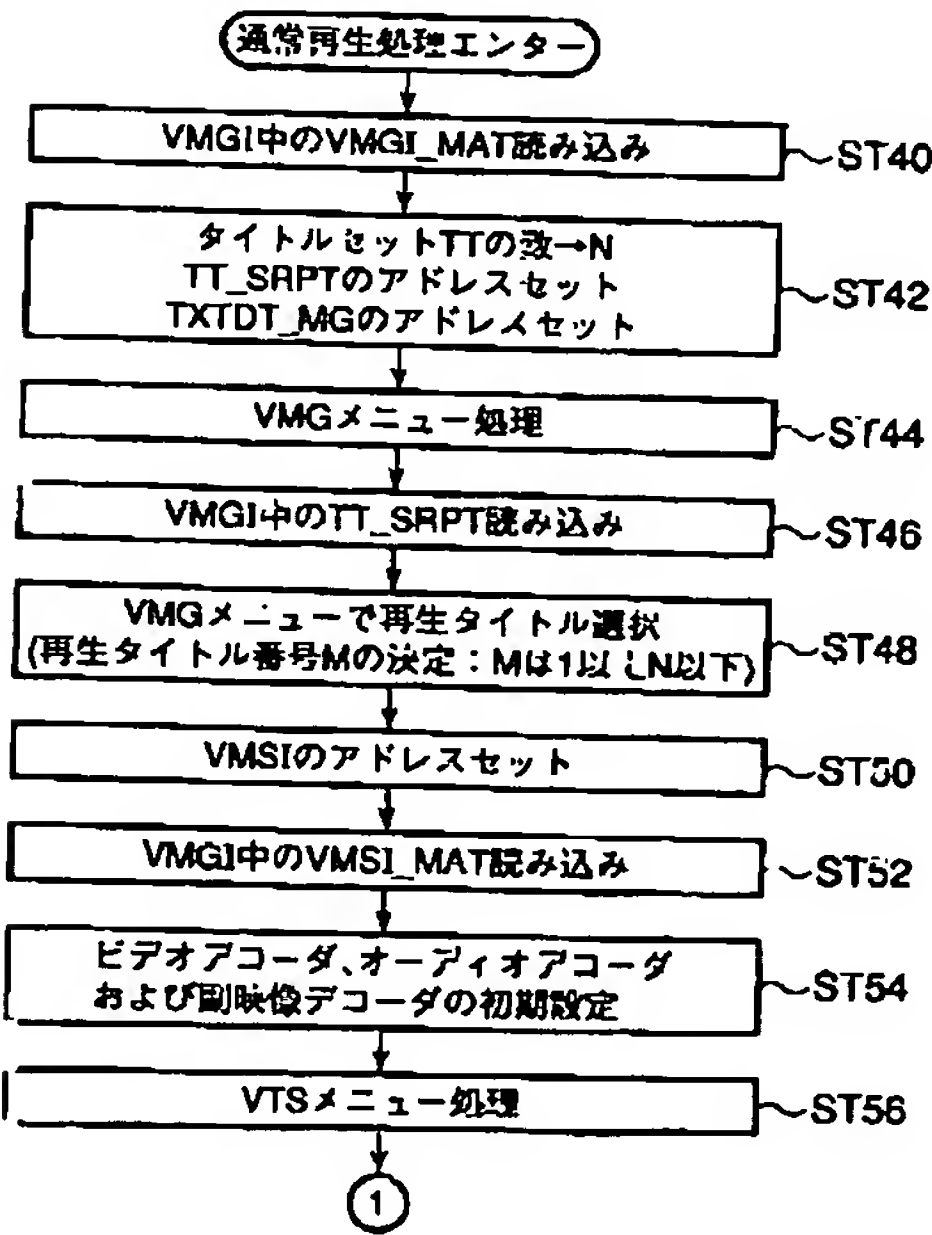 通常再生処理エンター
VMGI中のVMGI_MAT読み込み
ST40
タイトルセットTTの数→N
TT_SRPTのアドレスセット
TXTDT_MGのアドレスセット
ST42
VMGメニュー処理
ST44
VMGI中のTT_SRPT読み込み
ST46
VMGメニューで再生タイトル選択
(再生タイトル番号Mの決定：Mは1以上N以下)
ST48
VMSIのアドレスセット
ST50
VMGI中のVMSI_MAT読み込み
ST52
ビデオアコーダ、オーディオアコーダ
および副映像デコーダの初期設定
ST54
VTSメニュー処理
ST56
1